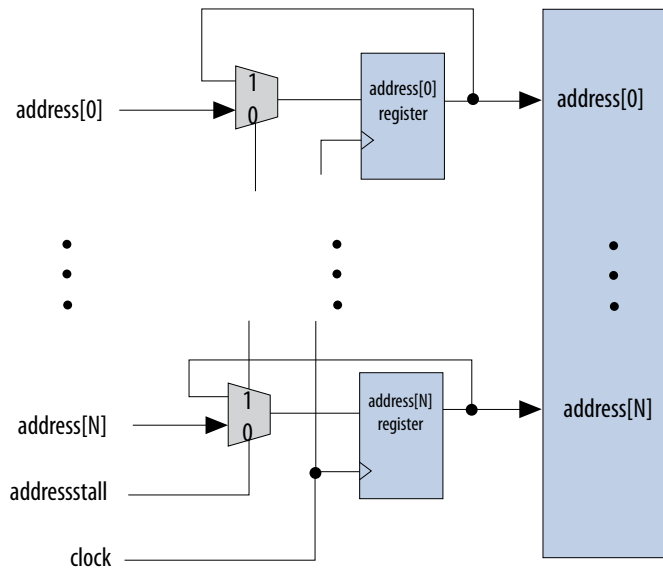 1
address[0]
0
address[0]
register
address[0]
1
address[N]
0
address[N]
register
address[N]
addressstall
clock